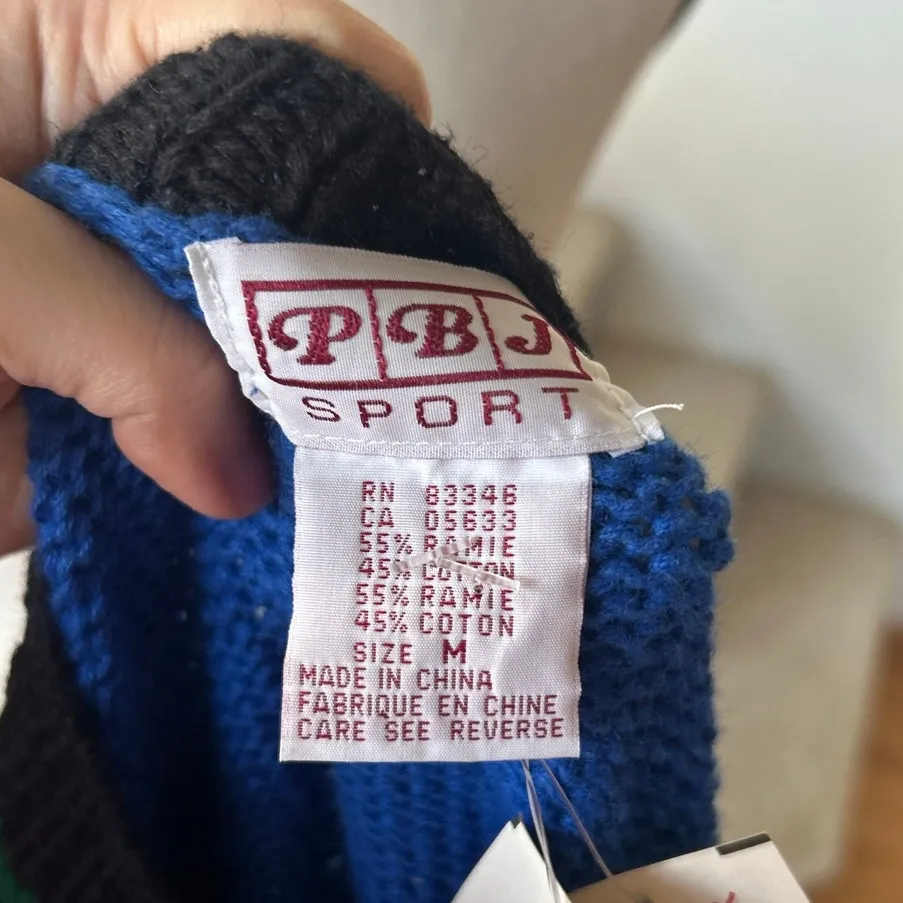 PBJ
SPORT
RN 83346
CA 05633
55% RAMIE
45% COTTON
55% RAMIE
45% COTON
SIZE M
MADE IN CHINA
FABRIQUE EN CHINE
CARE SEE REVERSE